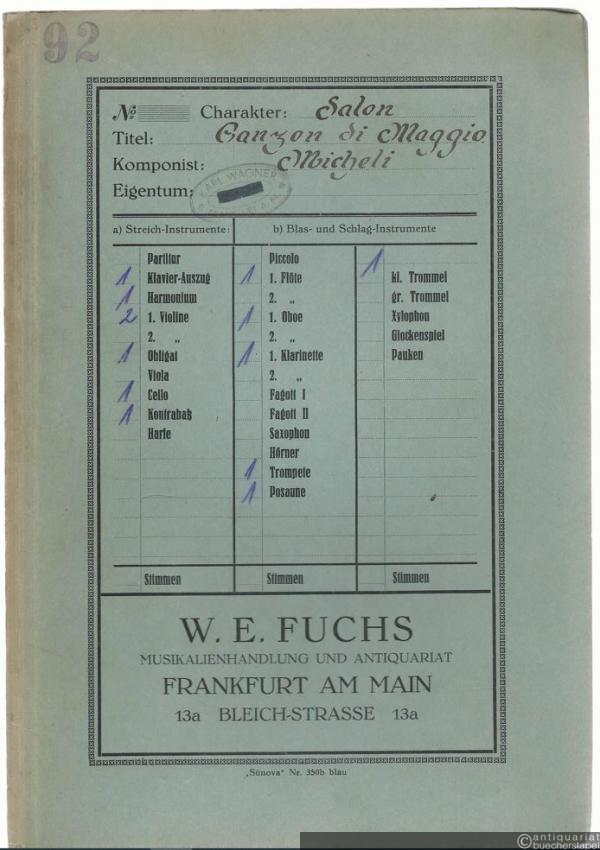 92
№ Charakter: Salon
Titel: Canzon di Maggio
Komponist: Micheli
Eigentum:
KARL WAGNER
a) Streich-Instrumente:
Partitur
1 Klavier-Auszug
1 Harmonium
2 1. Violine
2. „
1 Obligat
Viola
1 Cello
1 Kontrabaß
Harfe
Stimmen
b) Blas- und Schlag-Instrumente
Piccolo
1 1. Flöte
2. „
1 1. Oboe
2. „
1 1. Klarinette
2. „
Fagott I
Fagott II
Saxophon
Hörner
1 Trompete
1 Posaune
Stimmen
1
kl. Trommel
gr. Trommel
Xylophon
Glockenspiel
Pauken
Stimmen
W. E. FUCHS
MUSIKALIENHANDLUNG UND ANTIQUARIAT
FRANKFURT AM MAIN
13a BLEICH-STRASSE 13a
„Sünova“ Nr. 350b blau
©antiquariat
buecherstapel